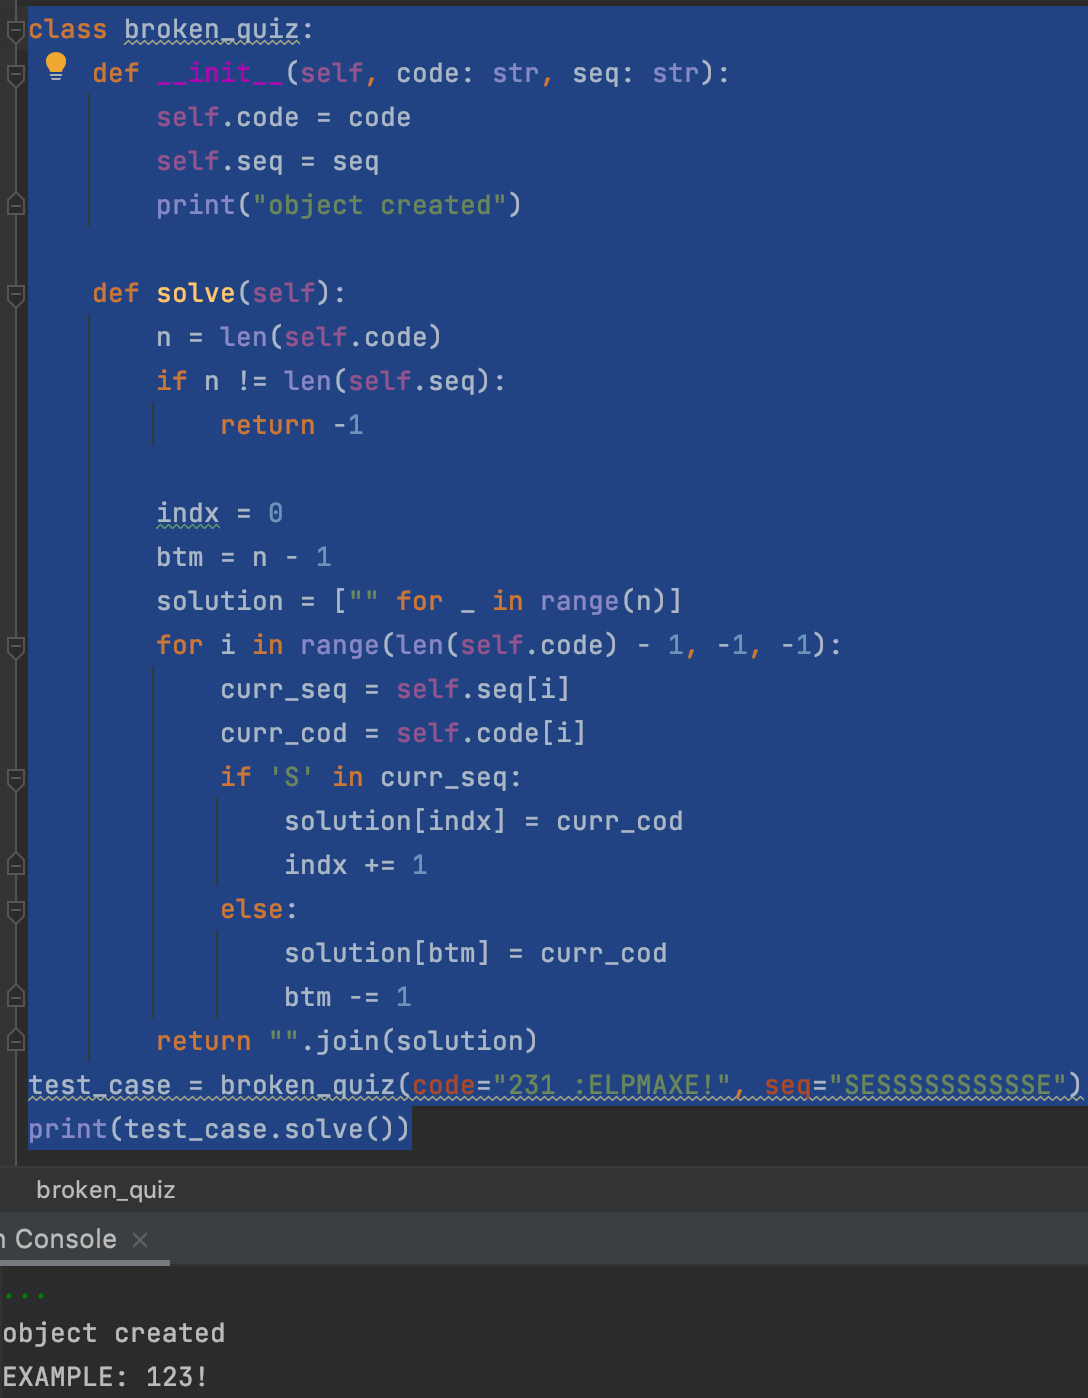 class broken_quiz:
    def __init__(self, code: str, seq: str):
        self.code = code
        self.seq = seq
        print("object created")
    def solve(self):
        n = len(self.code)
        if n != len(self.seq):
            return -1
        indx = 0
        btm = n - 1
        solution = ["" for _ in range(n)]
        for i in range(len(self.code) - 1, -1, -1):
            curr_seq = self.seq[i]
            curr_cod = self.code[i]
            if 'S' in curr_seq:
                solution[indx] = curr_cod
                indx += 1
            else:
                solution[btm] = curr_cod
                btm -= 1
        return "".join(solution)
test_case = broken_quiz(code="231 :ELPMAXE!", seq="SESSSSSSSSSSE")
print(test_case.solve())
broken_quiz
n Console
...
object created
EXAMPLE: 123!